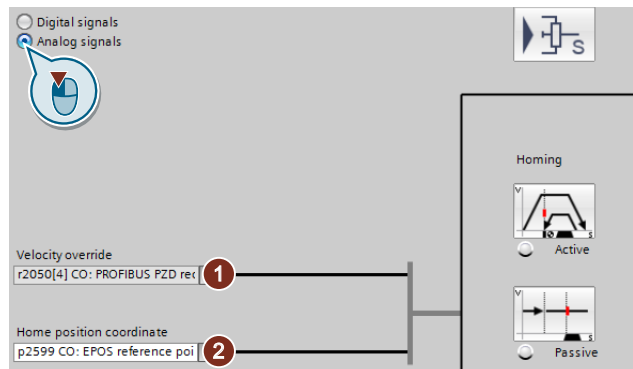 Digital signals
Analog signals
S
Homing
V
S
Active
Velocity override
r2050[4] CO: PROFIBUS PZD rec
1
V
S
Passive
Home position coordinate
p2599 CO: EPOS reference poi
2